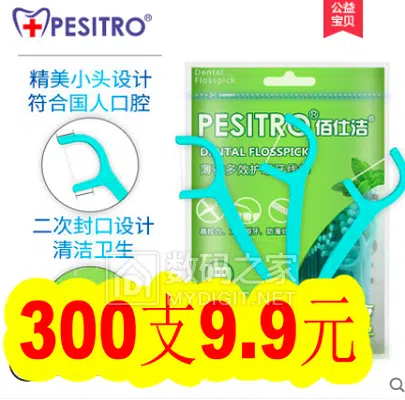 PESITRO®
公益
宝贝
精美小头设计
符合国人口腔
二次封口设计
清洁卫生
Dental
Flosspick
PESITRO®佰仕洁
DENTAL FLOSSPICK
数码之家
MYDIGIT.NET
300支9.9元